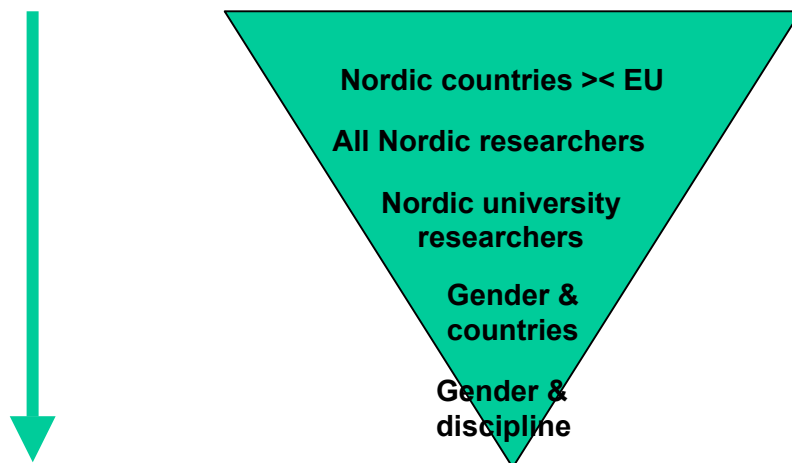 Nordic countries >< EU
All Nordic researchers
Nordic university
researchers
Gender &
countries
Gender &
discipline